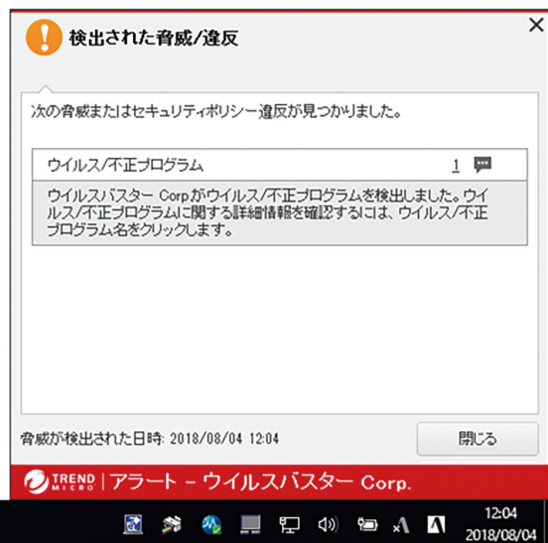 検出された脅威/違反
次の脅威またはセキュリティポリシー違反が見つかりました。
ウイルス/不正プログラム 1
ウイルスバスター Corpがウイルス/不正プログラムを検出しました。ウイ
ルス/不正プログラムに関する詳細情報を確認するには、ウイルス/不正
プログラム名をクリックします。
脅威が検出された日時: 2018/08/04 12:04
閉じる
TREND MICRO | アラート - ウイルスバスター Corp.
12:04
2018/08/04